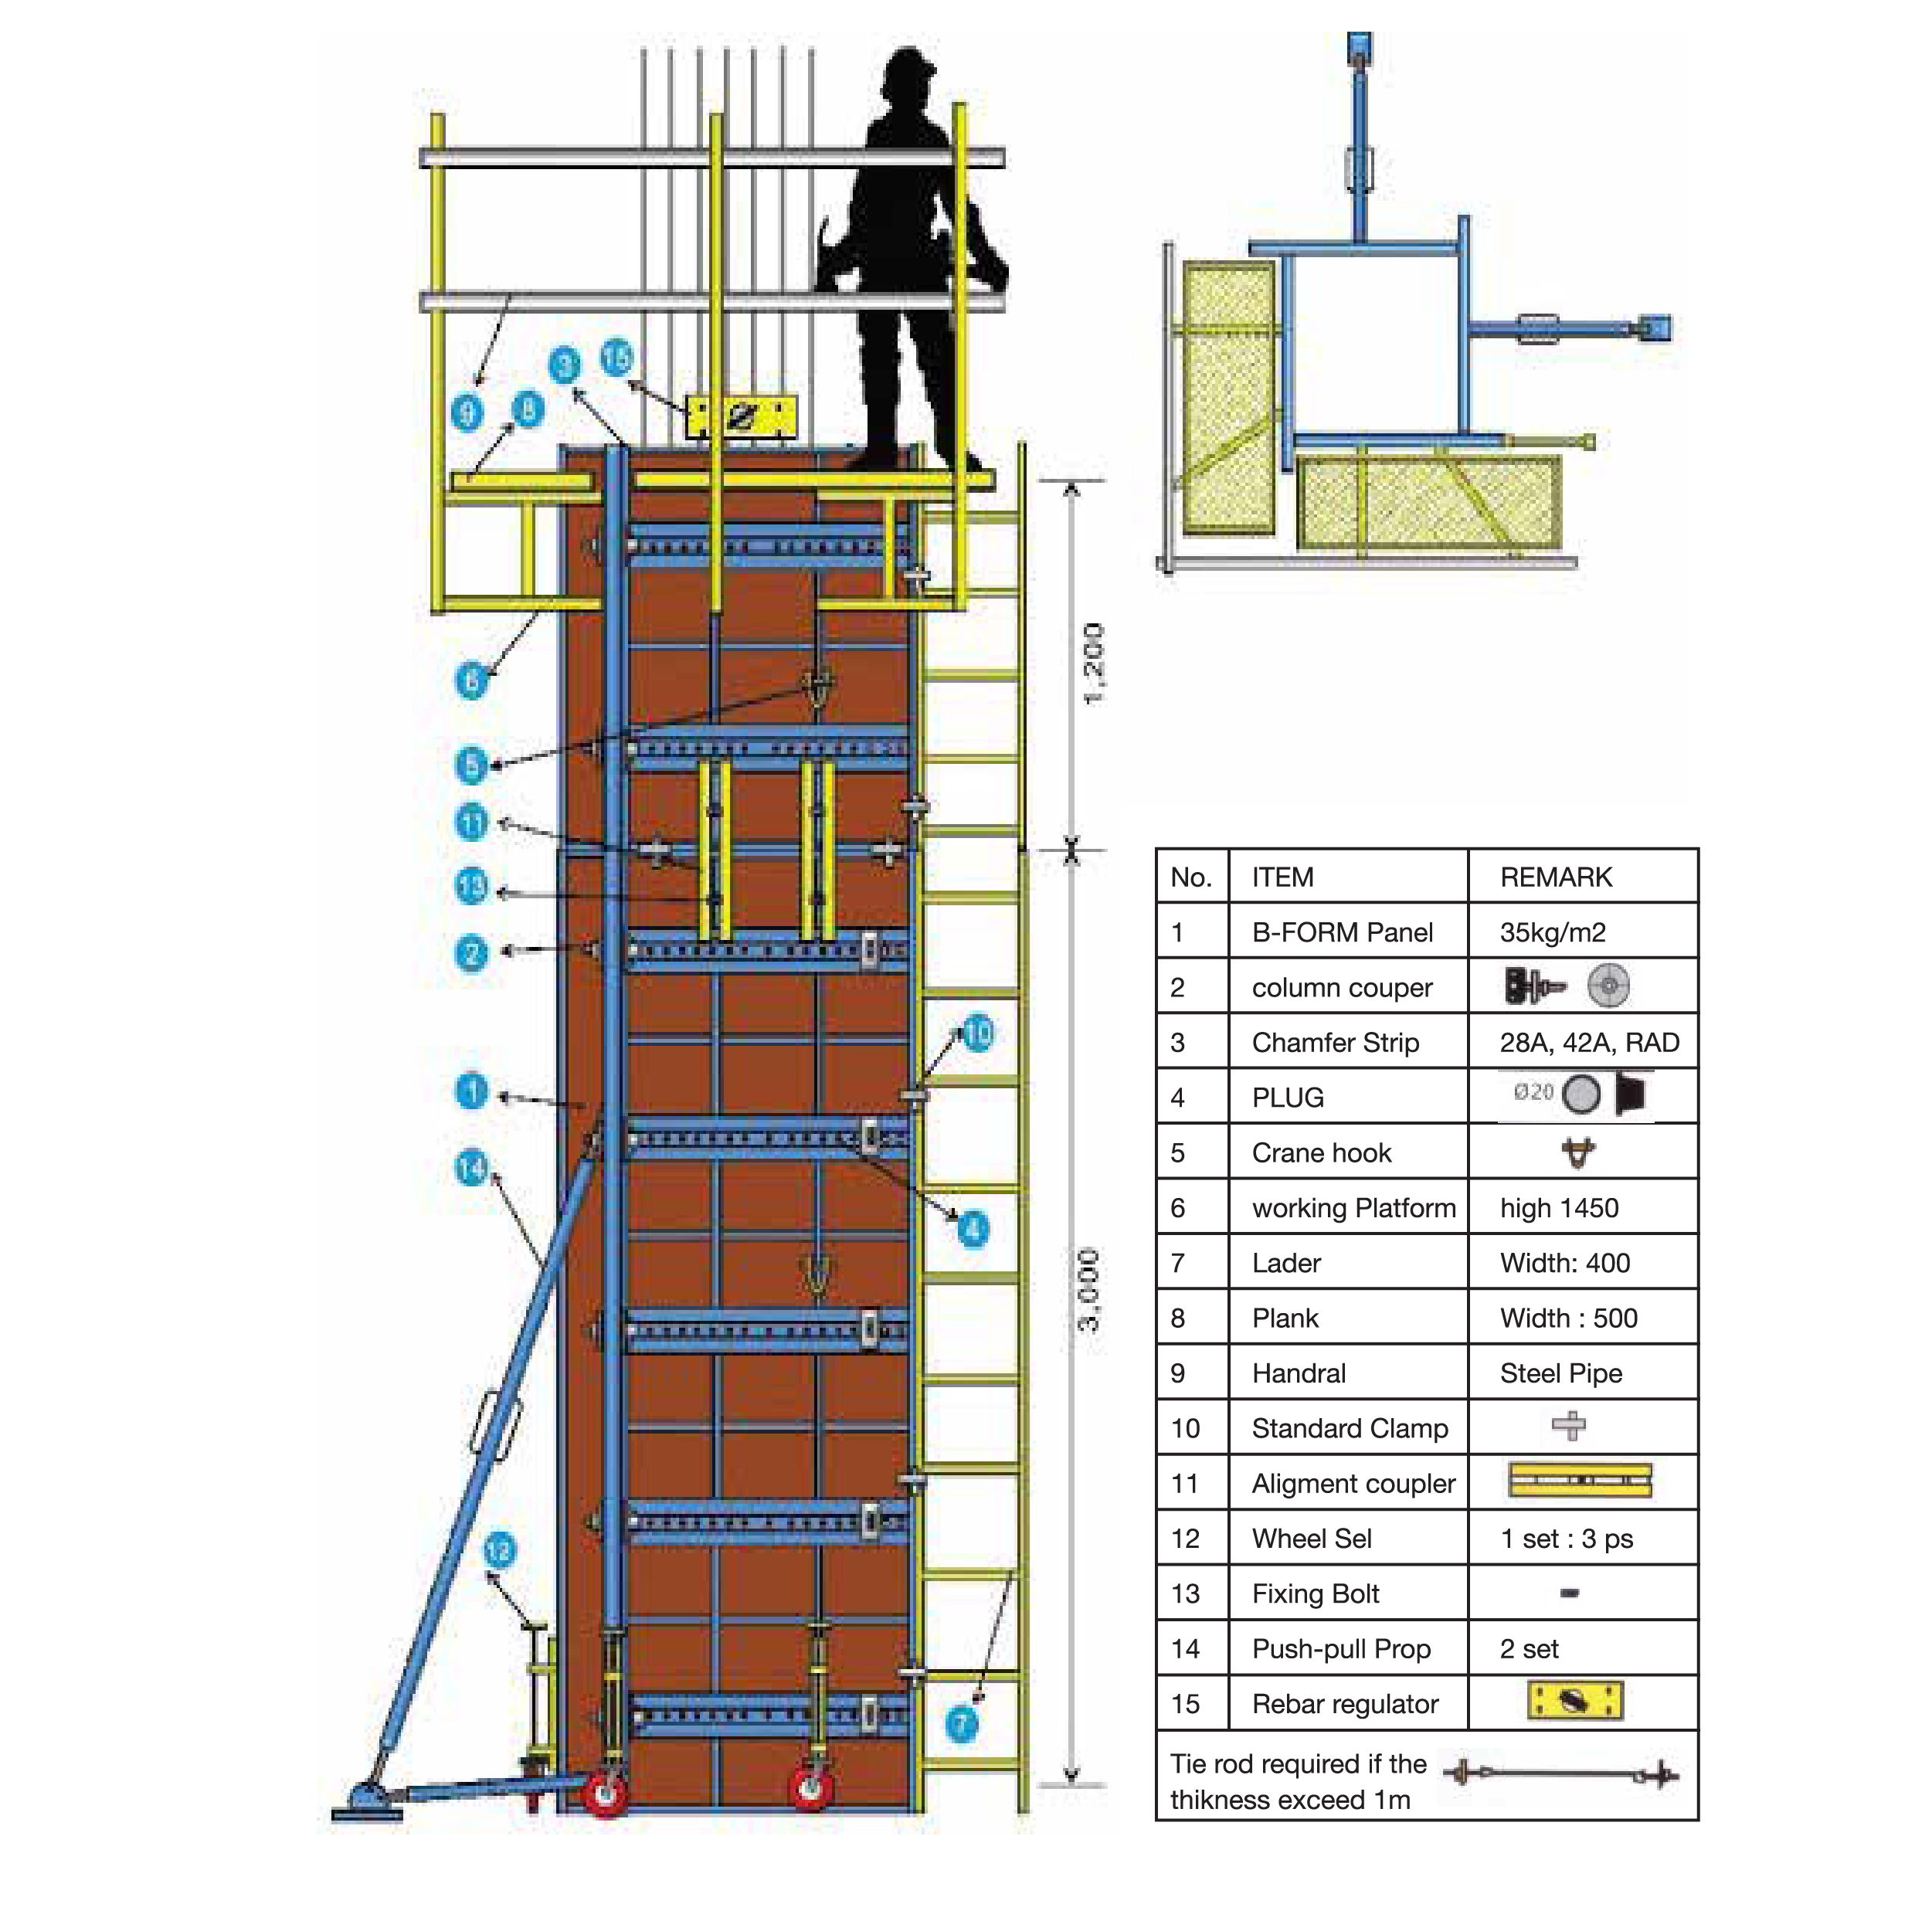 3
15
9
8
6
5
11
13
2
10
1
14
4
12
7
1,200
3,000
No. ITEM REMARK
1 B-FORM Panel 35kg/m2
2 column couper
3 Chamfer Strip 28A, 42A, RAD
4 PLUG Ø20
5 Crane hook
6 working Platform high 1450
7 Lader Width: 400
8 Plank Width : 500
9 Handral Steel Pipe
10 Standard Clamp
11 Aligment coupler
12 Wheel Sel 1 set : 3 ps
13 Fixing Bolt
14 Push-pull Prop 2 set
15 Rebar regulator
Tie rod required if the
thikness exceed 1m